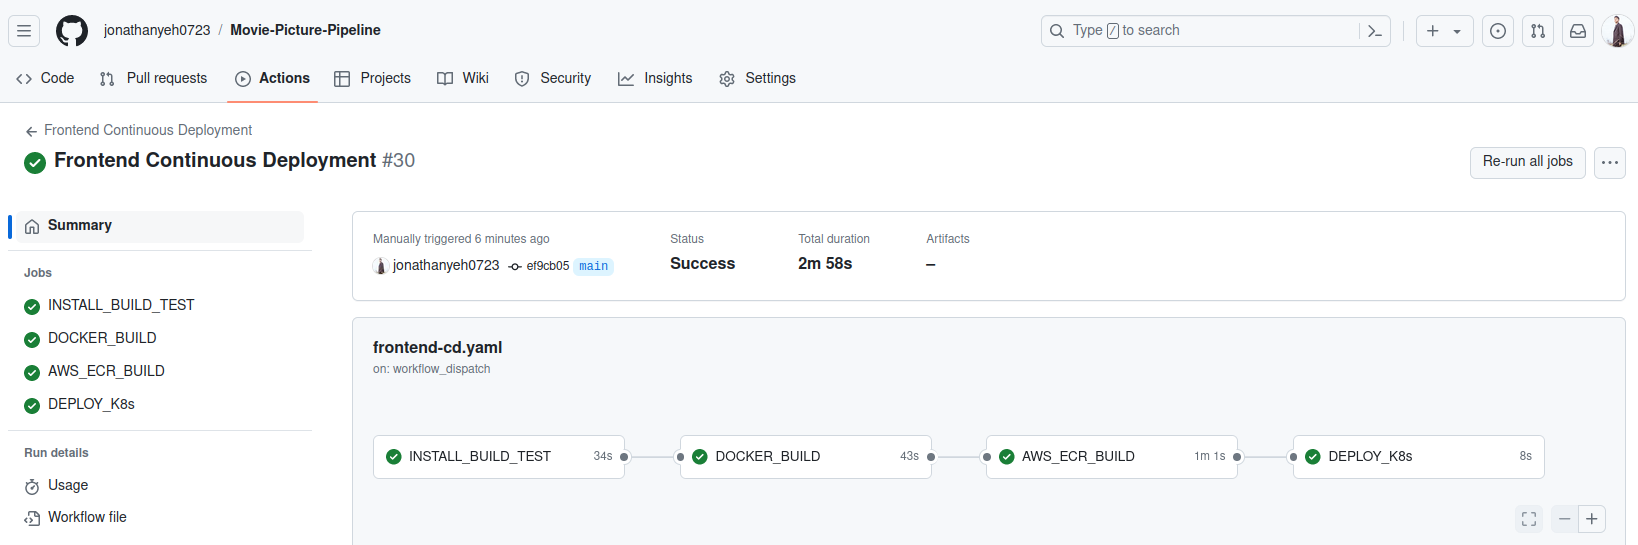 jonathanyeh0723 / Movie-Picture-Pipeline
Type / to search
Code
Pull requests
Actions
Projects
Wiki
Security
Insights
Settings
Frontend Continuous Deployment
Frontend Continuous Deployment #30
Re-run all jobs
Summary
Jobs
INSTALL_BUILD_TEST
DOCKER_BUILD
AWS_ECR_BUILD
DEPLOY_K8s
Run details
Usage
Workflow file
Manually triggered 6 minutes ago
jonathanyeh0723 ef9cb05 main
Status
Success
Total duration
2m 58s
Artifacts
–
frontend-cd.yaml
on: workflow_dispatch
INSTALL_BUILD_TEST 34s
DOCKER_BUILD 43s
AWS_ECR_BUILD 1m 1s
DEPLOY_K8s 8s